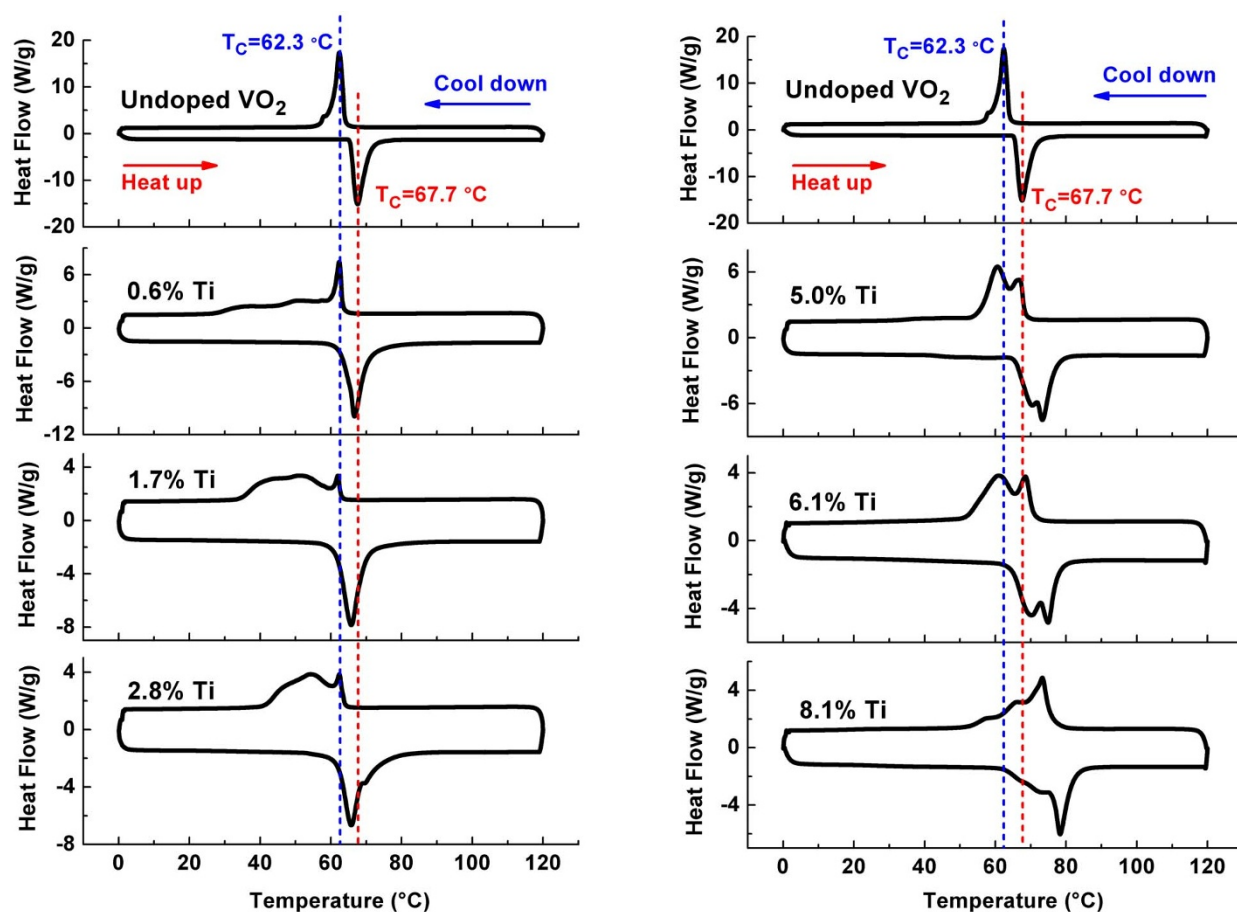 Heat Flow (W/g)
20
10
0
-10
-20
T_C=62.3 °C
Undoped VO₂
Cool down
Heat up
T_C=67.7 °C
Heat Flow (W/g)
6
0
-6
-12
0.6% Ti
Heat Flow (W/g)
4
0
-4
-8
1.7% Ti
Heat Flow (W/g)
4
0
-4
-8
2.8% Ti
0 20 40 60 80 100 120
Temperature (°C)
Heat Flow (W/g)
20
10
0
-10
-20
T_C=62.3 °C
Undoped VO₂
Cool down
Heat up
T_C=67.7 °C
Heat Flow (W/g)
6
0
-6
5.0% Ti
Heat Flow (W/g)
4
0
-4
6.1% Ti
Heat Flow (W/g)
4
0
-4
8.1% Ti
0 20 40 60 80 100 120
Temperature (°C)